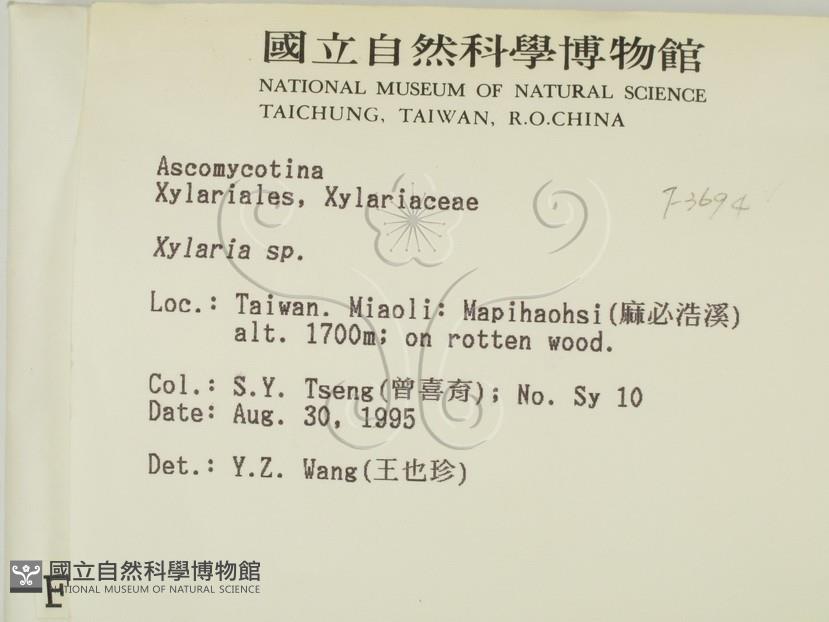 國立自然科學博物館
NATIONAL MUSEUM OF NATURAL SCIENCE
TAICHUNG, TAIWAN, R.O.CHINA
Ascomycotina
Xylariales, Xylariaceae
7-3694
Xylaria sp.
Loc.: Taiwan. Miaoli: Mapihaohsi(麻必浩溪)
alt. 1700m; on rotten wood.
Col.: S.Y. Tseng(曾喜育); No. Sy 10
Date: Aug. 30, 1995
Det.: Y.Z. Wang(王也珍)
國立自然科學博物館
NATIONAL MUSEUM OF NATURAL SCIENCE
F